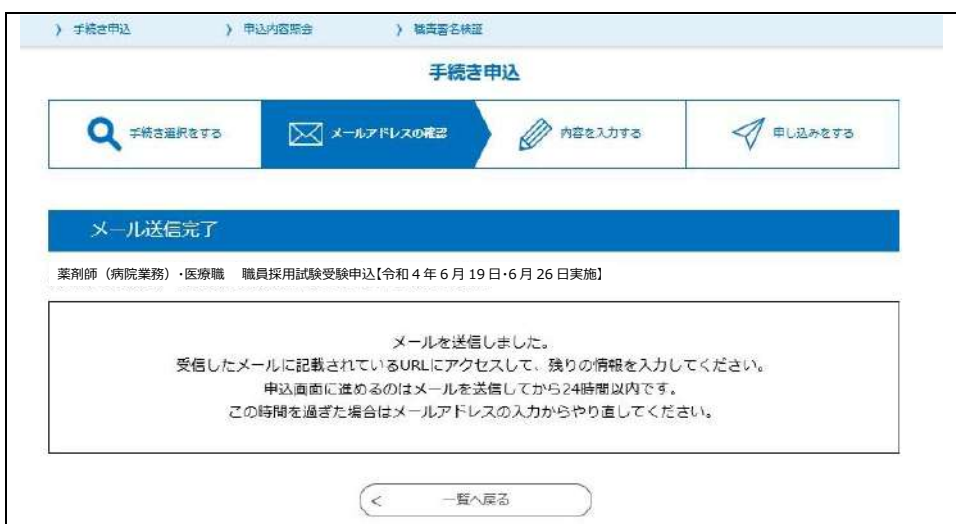 > 手続き申込 > 申込内容照会 > 職責署名検証
手続き申込
手続き選択をする メールアドレスの確認 内容を入力する 申し込みをする
メール送信完了
薬剤師（病院業務）・医療職 職員採用試験受験申込【令和４年６月19日・6月26日実施】
メールを送信しました。
受信したメールに記載されているURLにアクセスして、残りの情報を入力してください。
申込画面に進めるのはメールを送信してから24時間以内です。
この時間を過ぎた場合はメールアドレスの入力からやり直してください。
< 一覧へ戻る